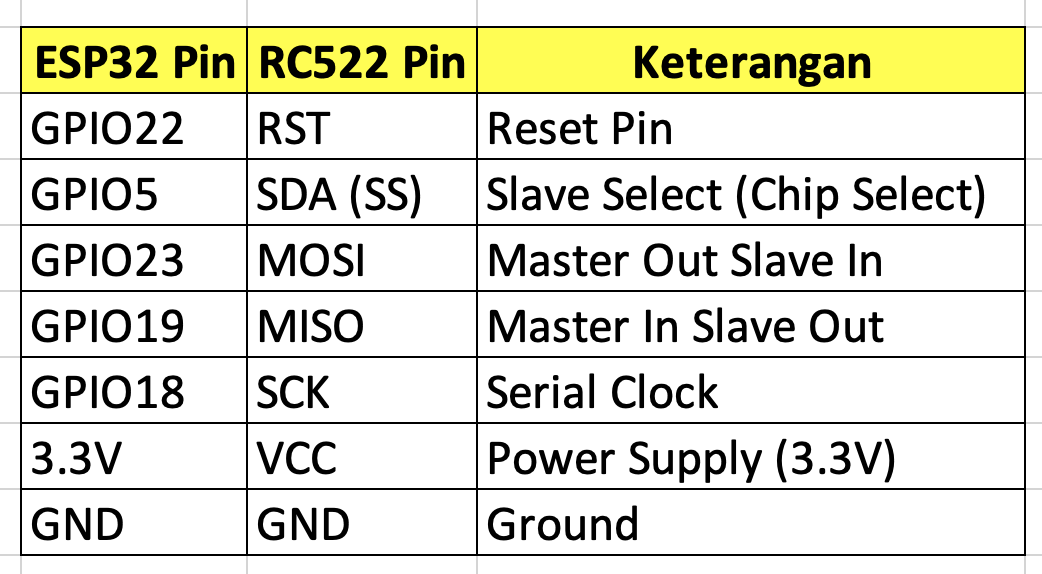 ESP32 Pin RC522 Pin Keterangan
GPIO22 RST Reset Pin
GPIO5 SDA (SS) Slave Select (Chip Select)
GPIO23 MOSI Master Out Slave In
GPIO19 MISO Master In Slave Out
GPIO18 SCK Serial Clock
3.3V VCC Power Supply (3.3V)
GND GND Ground